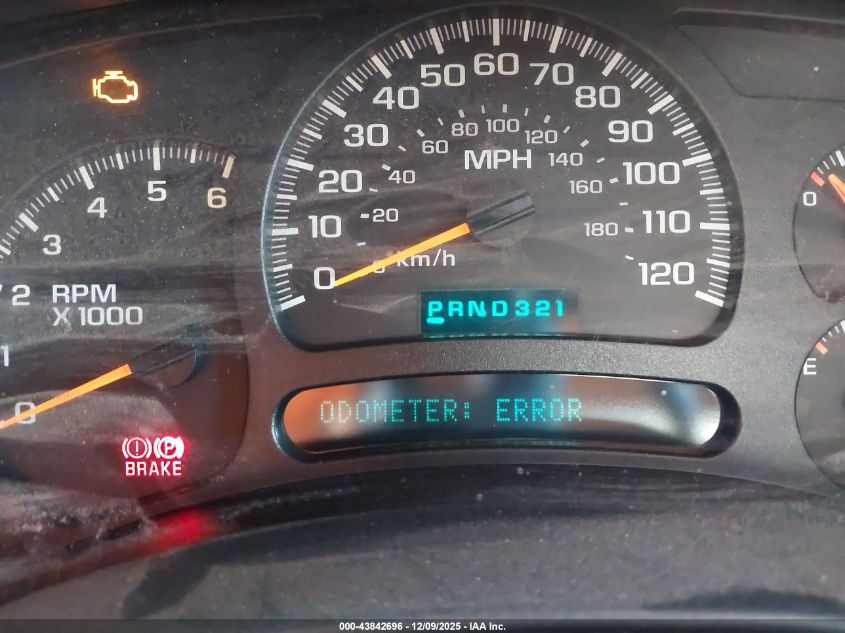 50 60 70
40 80
30 60 80 100 120 90
MPH
20 40 140 100
160
10 20 180 110
0 km/h 120
0
6
5
4
3
2
1
0
RPM
X 1000
PRND321
ODOMETER: ERROR
P
BRAKE
0
E
000-43842696 - 12/09/2025 - IAA Inc.